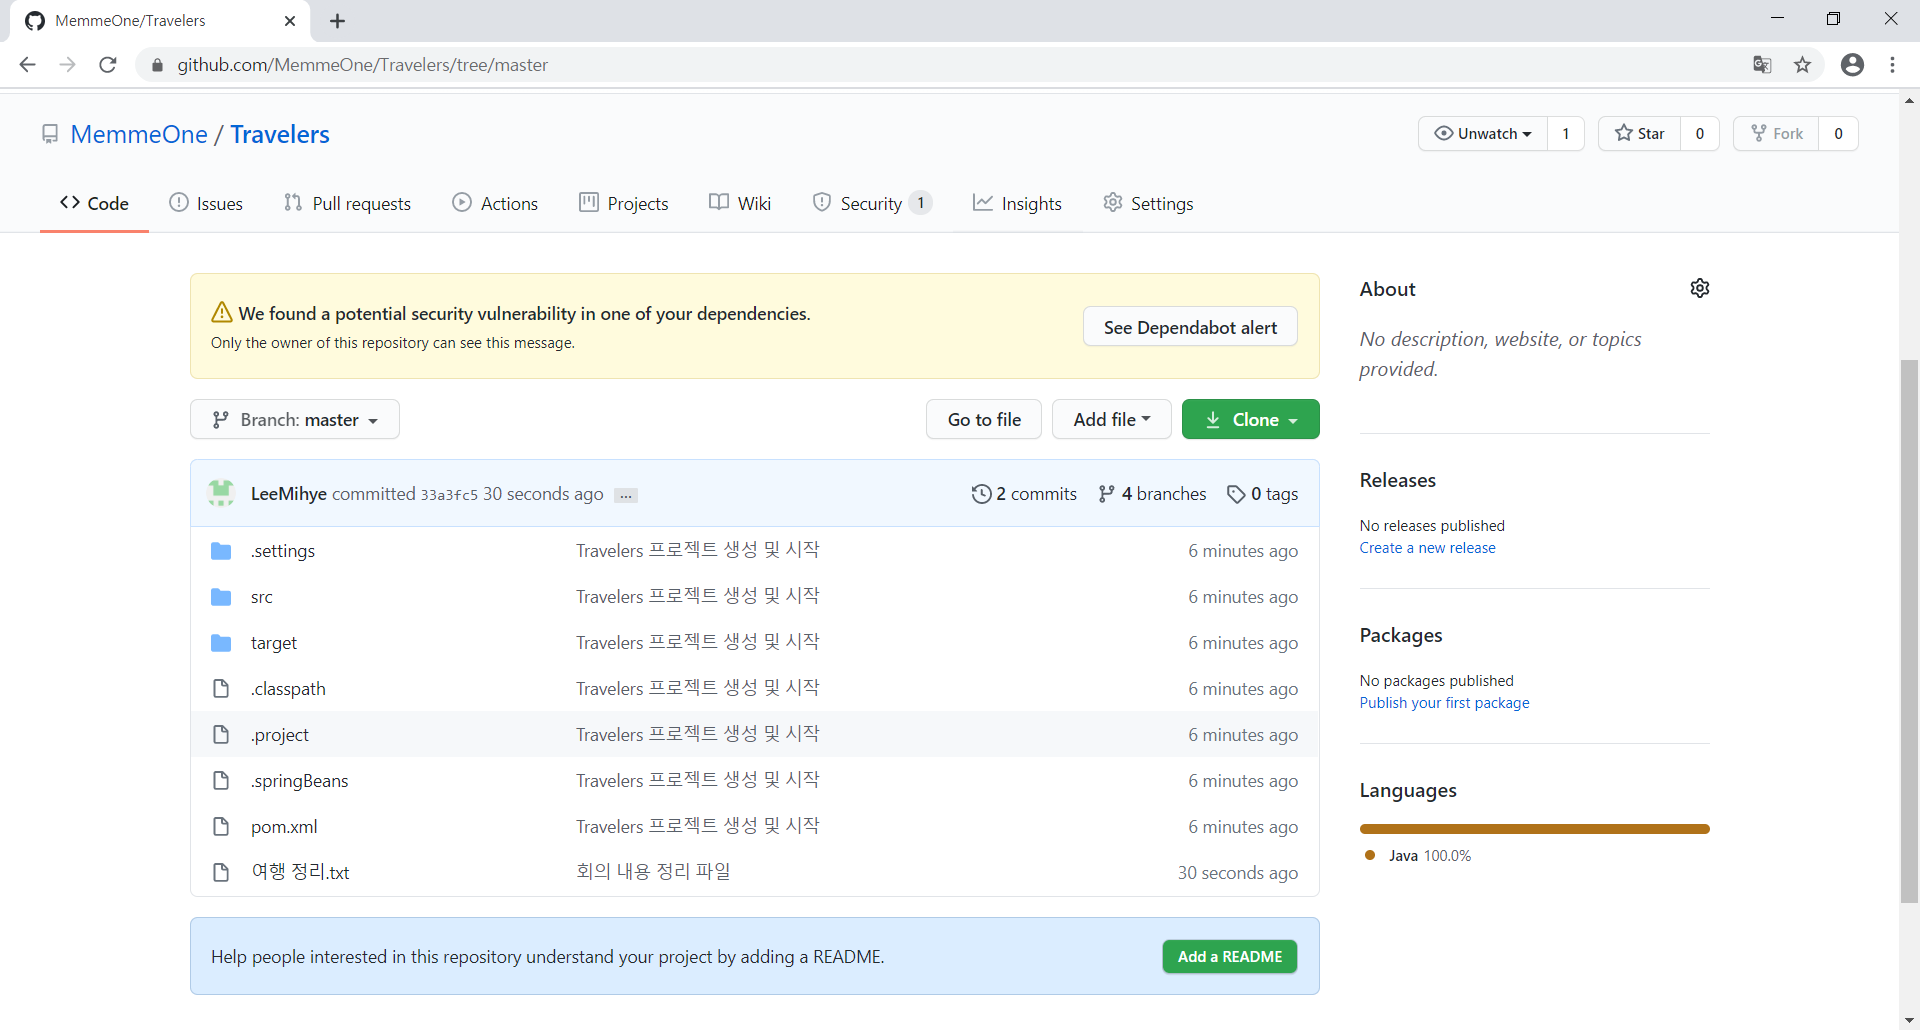 MemmeOne/Travelers
github.com/MemmeOne/Travelers/tree/master
MemmeOne / Travelers
Unwatch 1 Star 0 Fork 0
Code Issues Pull requests Actions Projects Wiki Security 1 Insights Settings
We found a potential security vulnerability in one of your dependencies.
Only the owner of this repository can see this message.
See Dependabot alert
Branch: master Go to file Add file Clone
LeeMihye committed 33a3fc5 30 seconds ago ... 2 commits 4 branches 0 tags
.settings Travelers 프로젝트 생성 및 시작 6 minutes ago
src Travelers 프로젝트 생성 및 시작 6 minutes ago
target Travelers 프로젝트 생성 및 시작 6 minutes ago
.classpath Travelers 프로젝트 생성 및 시작 6 minutes ago
.project Travelers 프로젝트 생성 및 시작 6 minutes ago
.springBeans Travelers 프로젝트 생성 및 시작 6 minutes ago
pom.xml Travelers 프로젝트 생성 및 시작 6 minutes ago
여행 정리.txt 회의 내용 정리 파일 30 seconds ago
Help people interested in this repository understand your project by adding a README. Add a README
About
No description, website, or topics
provided.
Releases
No releases published
Create a new release
Packages
No packages published
Publish your first package
Languages
Java 100.0%